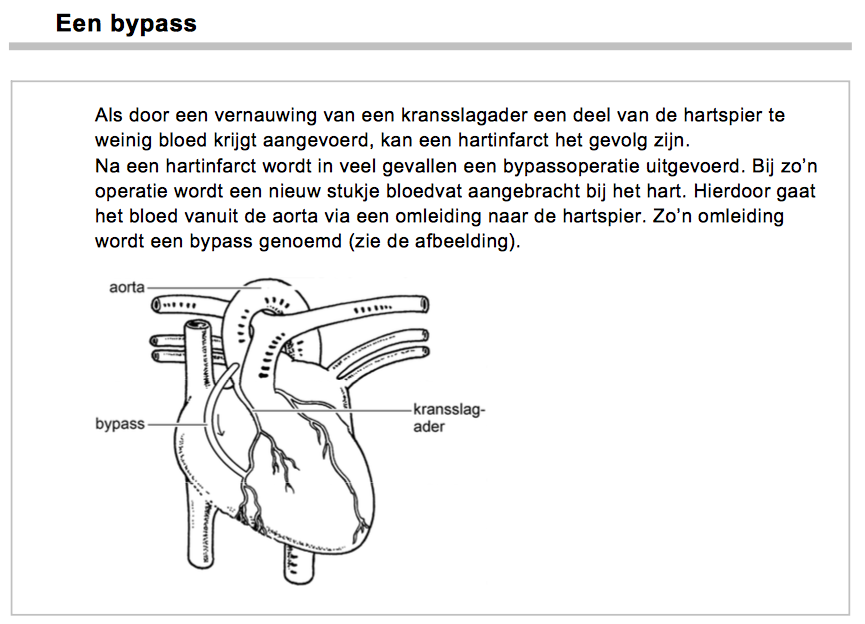 Een bypass
Als door een vernauwing van een kransslagader een deel van de hartspier te
weinig bloed krijgt aangevoerd, kan een hartinfarct het gevolg zijn.
Na een hartinfarct wordt in veel gevallen een bypassoperatie uitgevoerd. Bij zo’n
operatie wordt een nieuw stukje bloedvat aangebracht bij het hart. Hierdoor gaat
het bloed vanuit de aorta via een omleiding naar de hartspier. Zo’n omleiding
wordt een bypass genoemd (zie de afbeelding).
aorta
bypass
kransslag-
ader